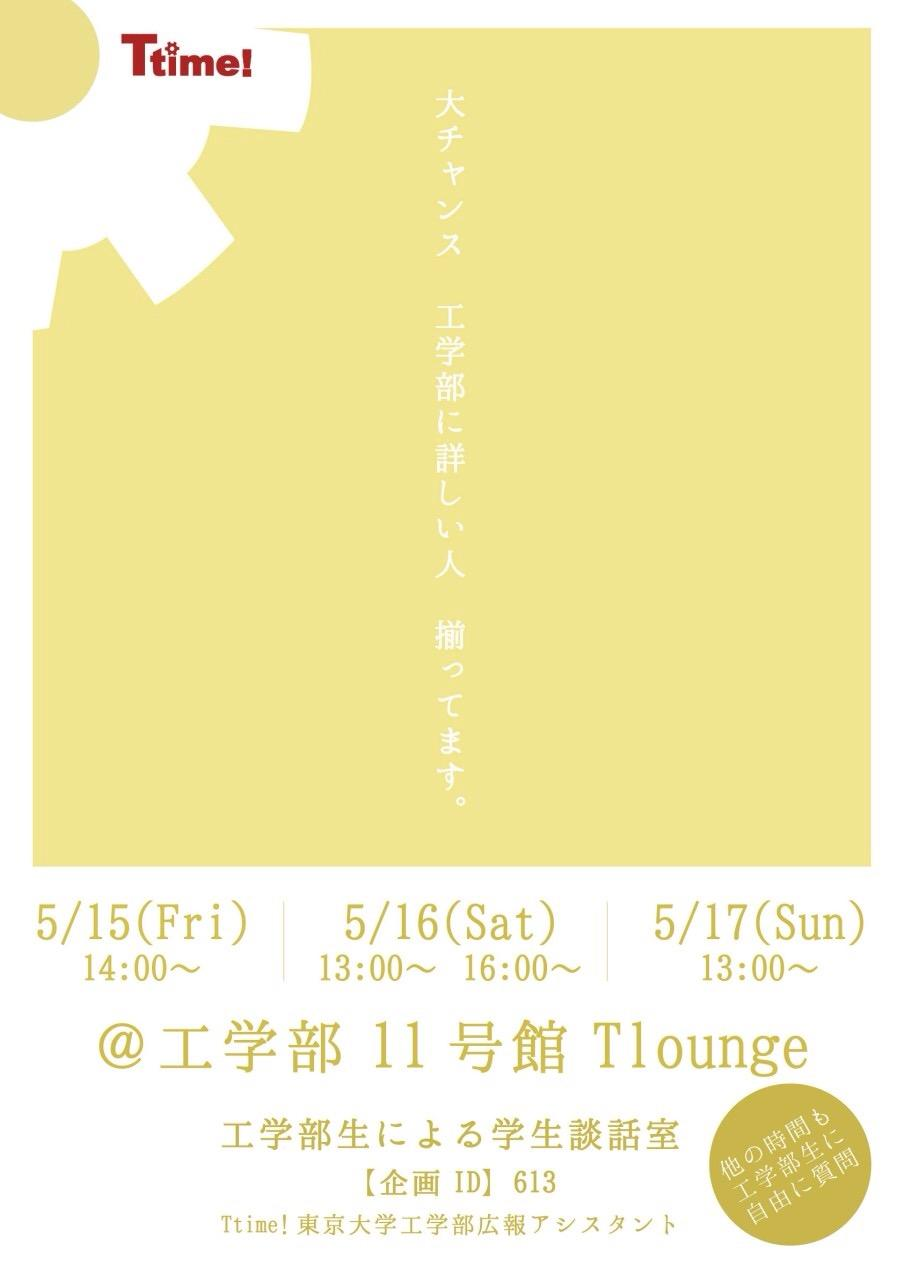 Ttime!
大チャンス　工学部に詳しい人　揃ってます。
5/15(Fri)
14:00〜
5/16(Sat)
13:00〜 16:00〜
5/17(Sun)
13:00〜
@工学部 11 号館 Tlounge
工学部生による学生談話室
【企画 ID】613
Ttime! 東京大学工学部広報アシスタント
他の時間も
工学部生に
自由に質問